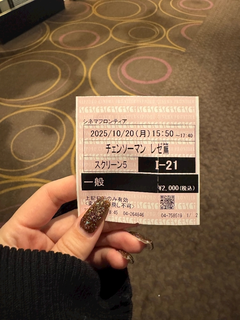 シネマフロンティア
2025/10/20(月)15:50~17:40
チェンソーマン レゼ篇
スクリーン5 I-21
一般 ¥2,000(税込)